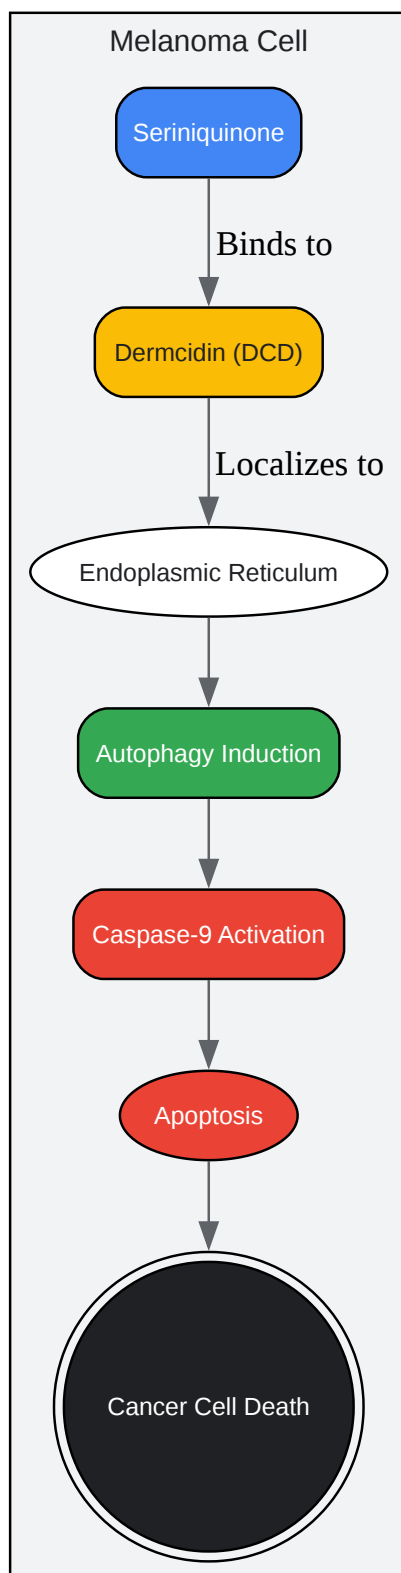 Melanoma Cell
Seriniquinone
Binds to
Dermcidin (DCD)
Localizes to
Endoplasmic Reticulum
Autophagy Induction
Caspase-9 Activation
Apoptosis
Cancer Cell Death